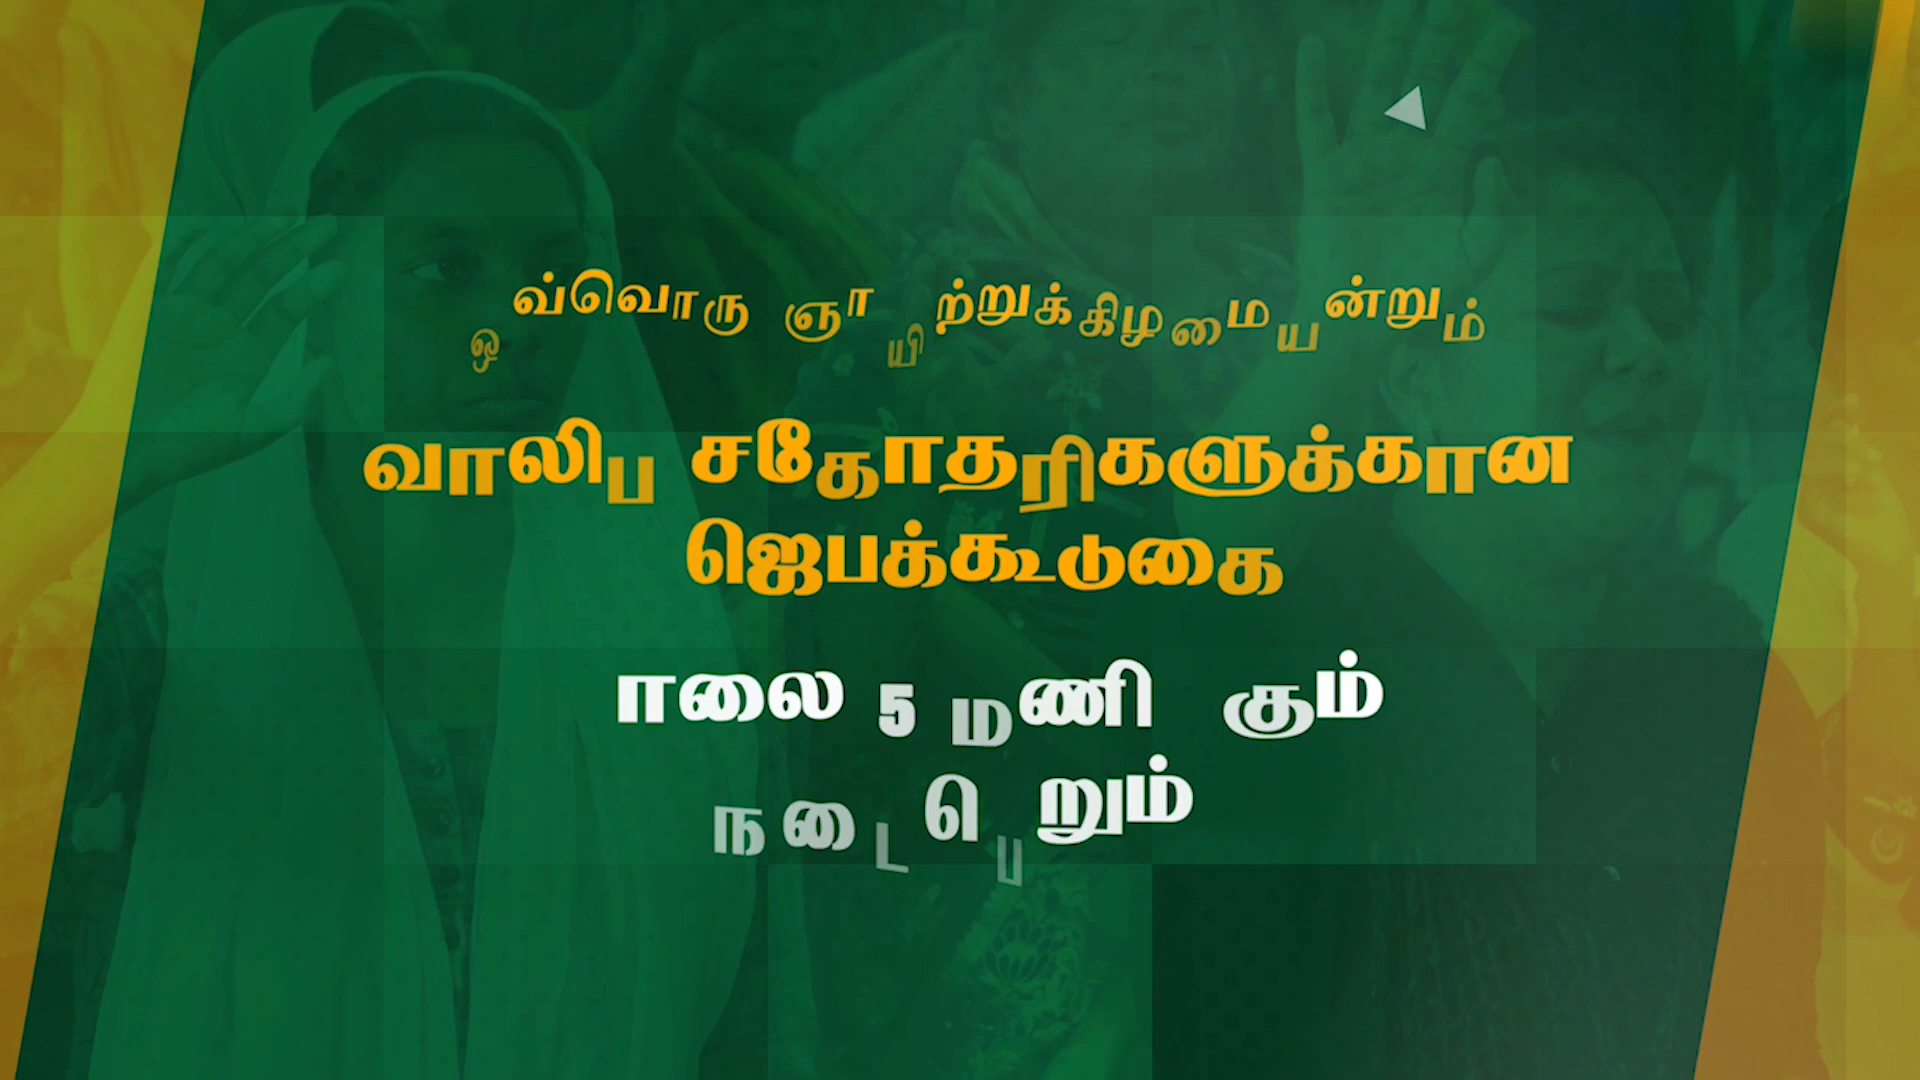 ஒவ்வொரு ஞாயிற்றுக்கிழமையன்றும்
வாலிப சகோதரிகளுக்கான
ஜெபக்கூடுகை
5 மணி
நடைபெறும்